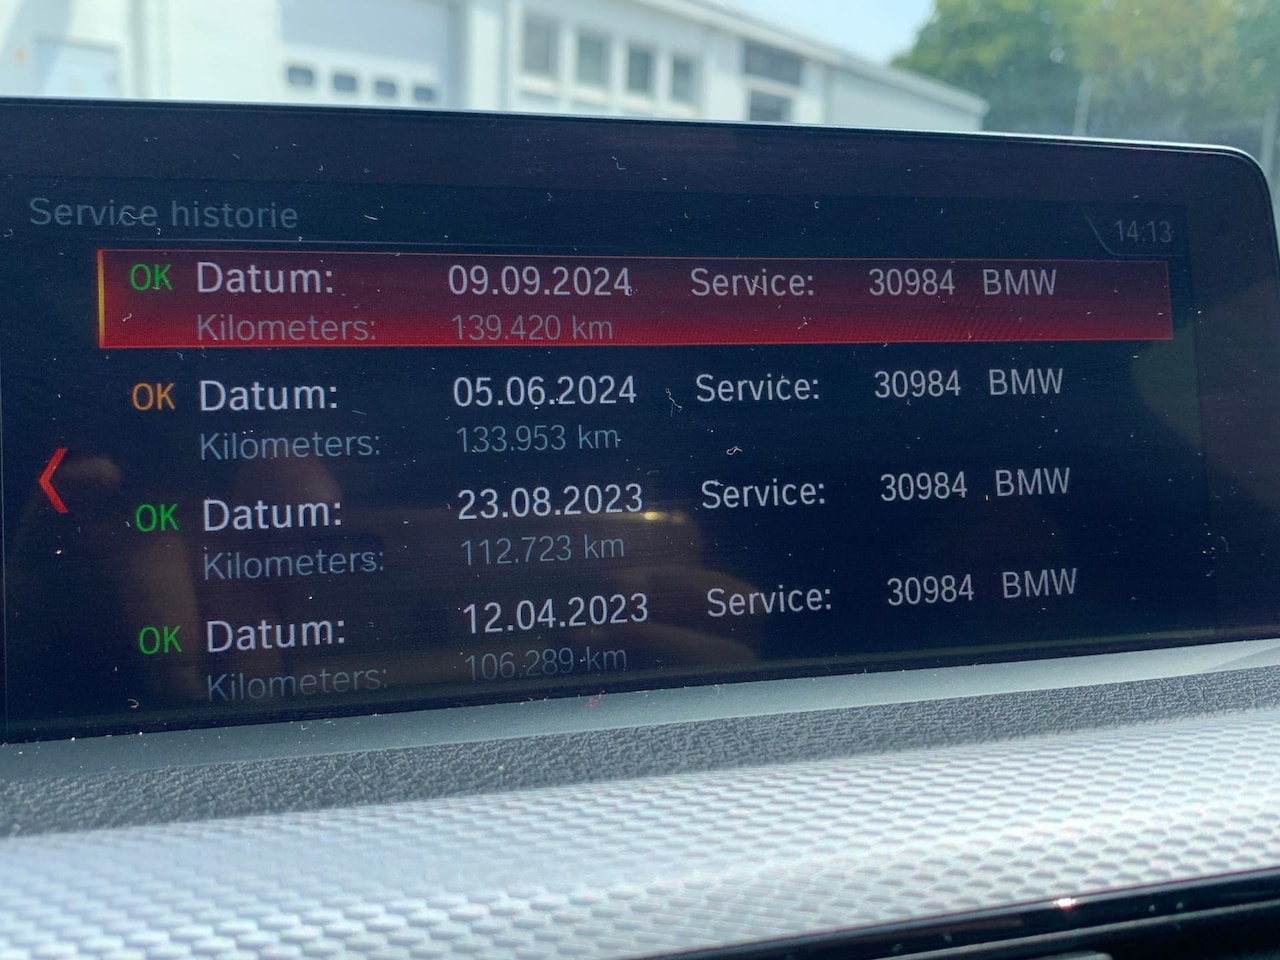 Service historie
14:13
OK Datum: 09.09.2024 Service: 30984 BMW
Kilometers: 139.420 km
OK Datum: 05.06.2024 Service: 30984 BMW
Kilometers: 133.953 km
OK Datum: 23.08.2023 Service: 30984 BMW
Kilometers: 112.723 km
OK Datum: 12.04.2023 Service: 30984 BMW
Kilometers: 106.289 km